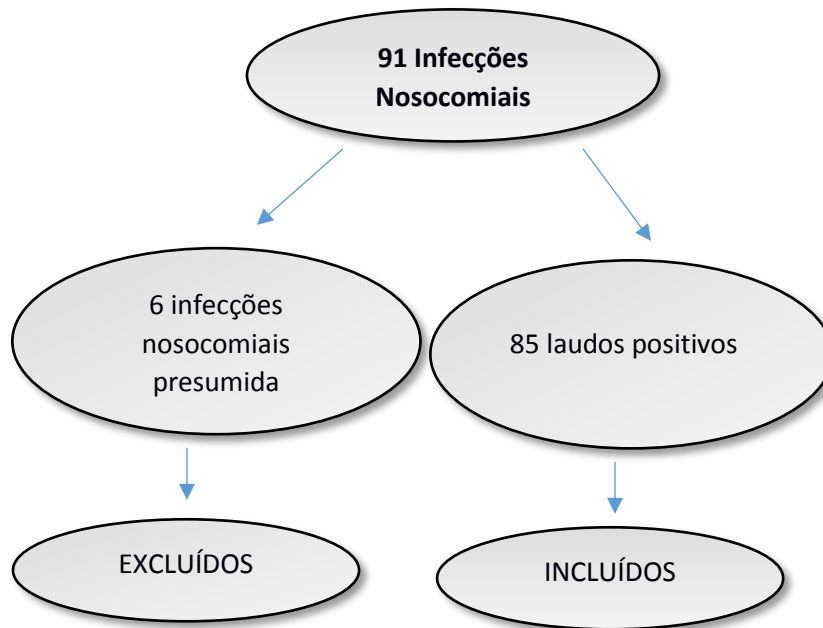 91 Infecções
Nosocomiais
6 infecções
nosocomiais
presumida
85 laudos positivos
EXCLUÍDOS
INCLUÍDOS